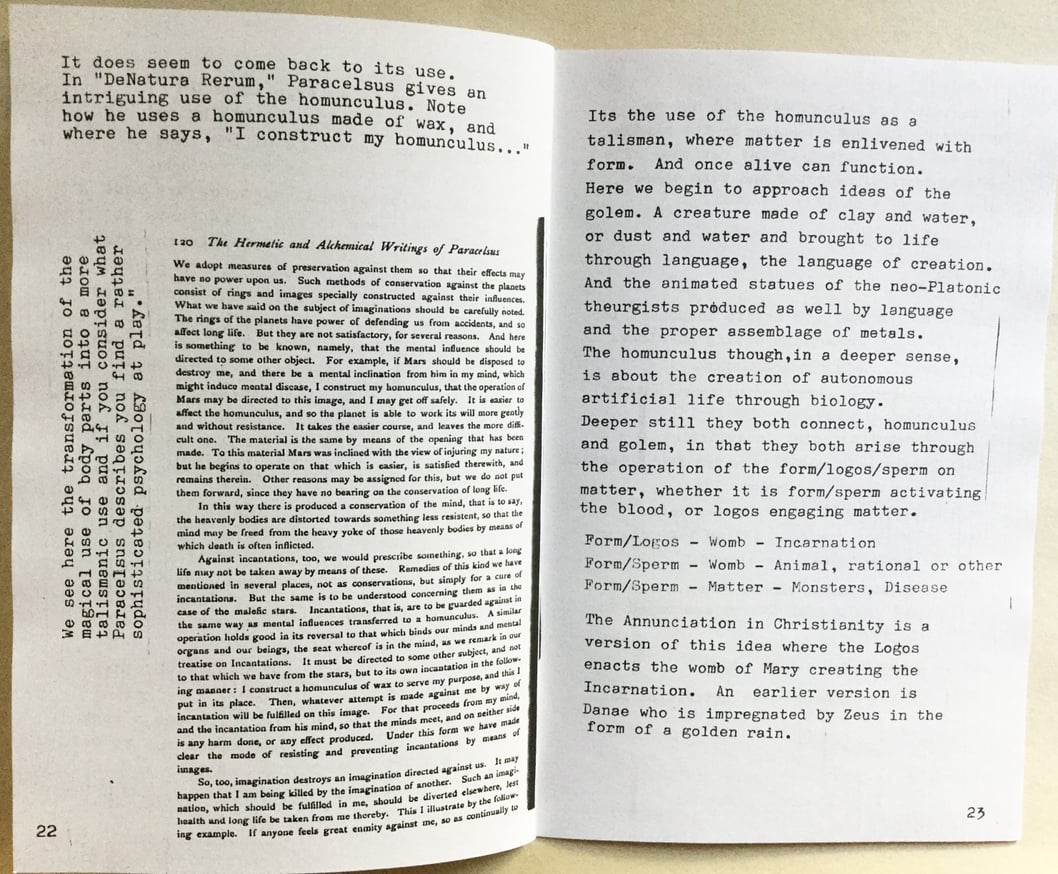 It does seem to come back to its use.
In "DeNatura Rerum," Paracelsus gives an
intriguing use of the homunculus. Note
how he uses a homunculus made of wax, and
where he says, "I construct my homunculus..."
We see here the transformation of the
magical use of body parts into a more
talismanic use and if you consider what
Paracelsus describes you find a rather
sophisticated psychology at play."
120 The Hermetic and Alchemical Writings of Paracelsus
We adopt measures of preservation against them so that their effects may
have no power upon us. Such methods of conservation against the planets
consist of rings and images specially constructed against their influences.
What we have said on the subject of imaginations should be carefully noted.
The rings of the planets have power of defending us from accidents, and so
affect long life. But they are not satisfactory, for several reasons. And here
is something to be known, namely, that the mental influence should be
directed to some other object. For example, if Mars should be disposed to
destroy me, and there be a mental inclination from him in my mind, which
might induce mental disease, I construct my homunculus, that the operation of
Mars may be directed to this image, and I may get off safely. It is easier to
affect the homunculus, and so the planet is able to work its will more gently
and without resistance. It takes the easier course, and leaves the more diffi-
cult one. The material is the same by means of the opening that has been
made. To this material Mars was inclined with the view of injuring my nature;
but he begins to operate on that which is easier, is satisfied therewith, and
remains therein. Other reasons may be assigned for this, but we do not put
them forward, since they have no bearing on the conservation of long life.
In this way there is produced a conservation of the mind, that is to say,
the heavenly bodies are distorted towards something less resistent, so that the
mind may be freed from the heavy yoke of those heavenly bodies by means of
which death is often inflicted.
Against incantations, too, we would prescribe something, so that a long
life may not be taken away by means of these. Remedies of this kind we have
mentioned in several places, not as conservations, but simply for a cure of
incantations. But the same is to be understood concerning them as in the
case of the malefic stars. Incantations, that is, are to be guarded against in
the same way as mental influences transferred to a homunculus. A similar
operation holds good in its reversal to that which binds our minds and mental
organs and our beings, the seat whereof is in the mind, as we remark in our
treatise on Incantations. It must be directed to some other subject, and not
to that which we have from the stars, but to its own incantation in the follow-
ing manner: I construct a homunculus of wax to serve my purpose, and this I
put in its place. Then, whatever attempt is made against me by way of
incantation will be fulfilled on this image. For that proceeds from my mind,
and the incantation from his mind, so that the minds meet, and on neither side
is any harm done, or any effect produced. Under this form we have made
clear the mode of resisting and preventing incantations by means of
images.
So, too, imagination destroys an imagination directed against us. It may
happen that I am being killed by the imagination of another. Such an imagi-
nation, which should be fulfilled in me, should be diverted elsewhere, lest
health and long life be taken from me thereby. This I illustrate by the follow-
ing example. If anyone feels great enmity against me, so as continually to
22
Its the use of the homunculus as a
talisman, where matter is enlivened with
form. And once alive can function.
Here we begin to approach ideas of the
golem. A creature made of clay and water,
or dust and water and brought to life
through language, the language of creation.
And the animated statues of the neo-Platonic
theurgists produced as well by language
and the proper assemblage of metals.
The homunculus though,in a deeper sense,
is about the creation of autonomous
artificial life through biology.
Deeper still they both connect, homunculus
and golem, in that they both arise through
the operation of the form/logos/sperm on
matter, whether it is form/sperm activating
the blood, or logos engaging matter.
Form/Logos - Womb - Incarnation
Form/Sperm - Womb - Animal, rational or other
Form/Sperm - Matter - Monsters, Disease
The Annunciation in Christianity is a
version of this idea where the Logos
enacts the womb of Mary creating the
Incarnation. An earlier version is
Danae who is impregnated by Zeus in the
form of a golden rain.
23